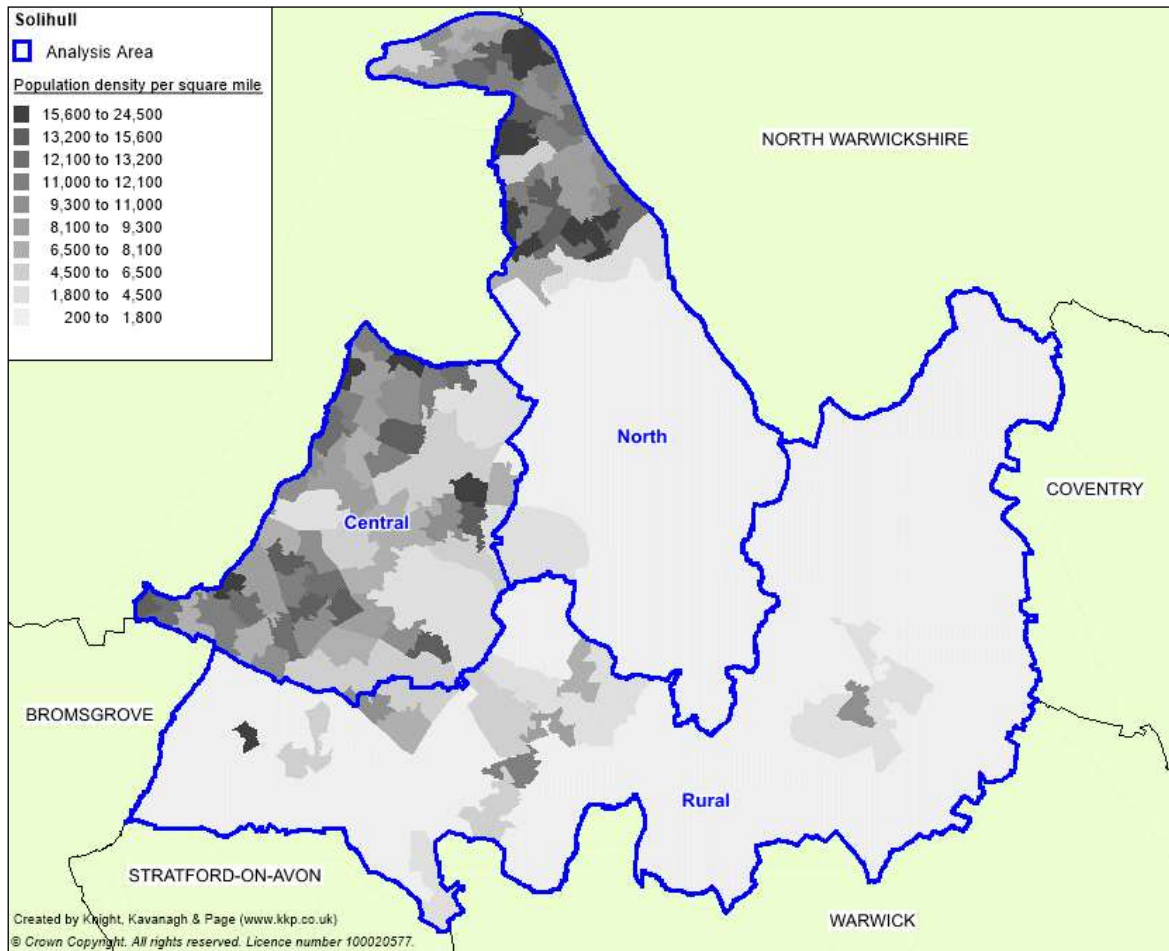 Solihull
Analysis Area
Population density per square mile
15,600 to 24,500
13,200 to 15,600
12,100 to 13,200
11,000 to 12,100
9,300 to 11,000
8,100 to 9,300
6,500 to 8,100
4,500 to 6,500
1,800 to 4,500
200 to 1,800
NORTH WARWICKSHIRE
North
COVENTRY
Central
BROMSGROVE
Rural
STRATFORD-ON-AVON
WARWICK
Created by Knight, Kavanagh & Page (www.kkp.co.uk)
© Crown Copyright. All rights reserved. Licence number 100020577.